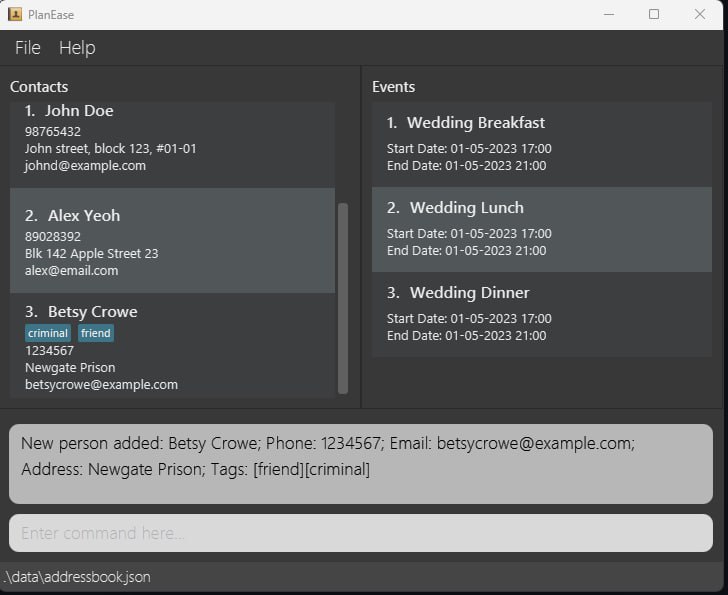 PlanEase
File Help
Contacts
1. John Doe
98765432
John street, block 123, #01-01
johnd@example.com
2. Alex Yeoh
89028392
Blk 142 Apple Street 23
alex@email.com
3. Betsy Crowe
criminal friend
1234567
Newgate Prison
betsycrowe@example.com
Events
1. Wedding Breakfast
Start Date: 01-05-2023 17:00
End Date: 01-05-2023 21:00
2. Wedding Lunch
Start Date: 01-05-2023 17:00
End Date: 01-05-2023 21:00
3. Wedding Dinner
Start Date: 01-05-2023 17:00
End Date: 01-05-2023 21:00
New person added: Betsy Crowe; Phone: 1234567; Email: betsycrowe@example.com;
Address: Newgate Prison; Tags: [friend][criminal]
Enter command here...
.\data\addressbook.json